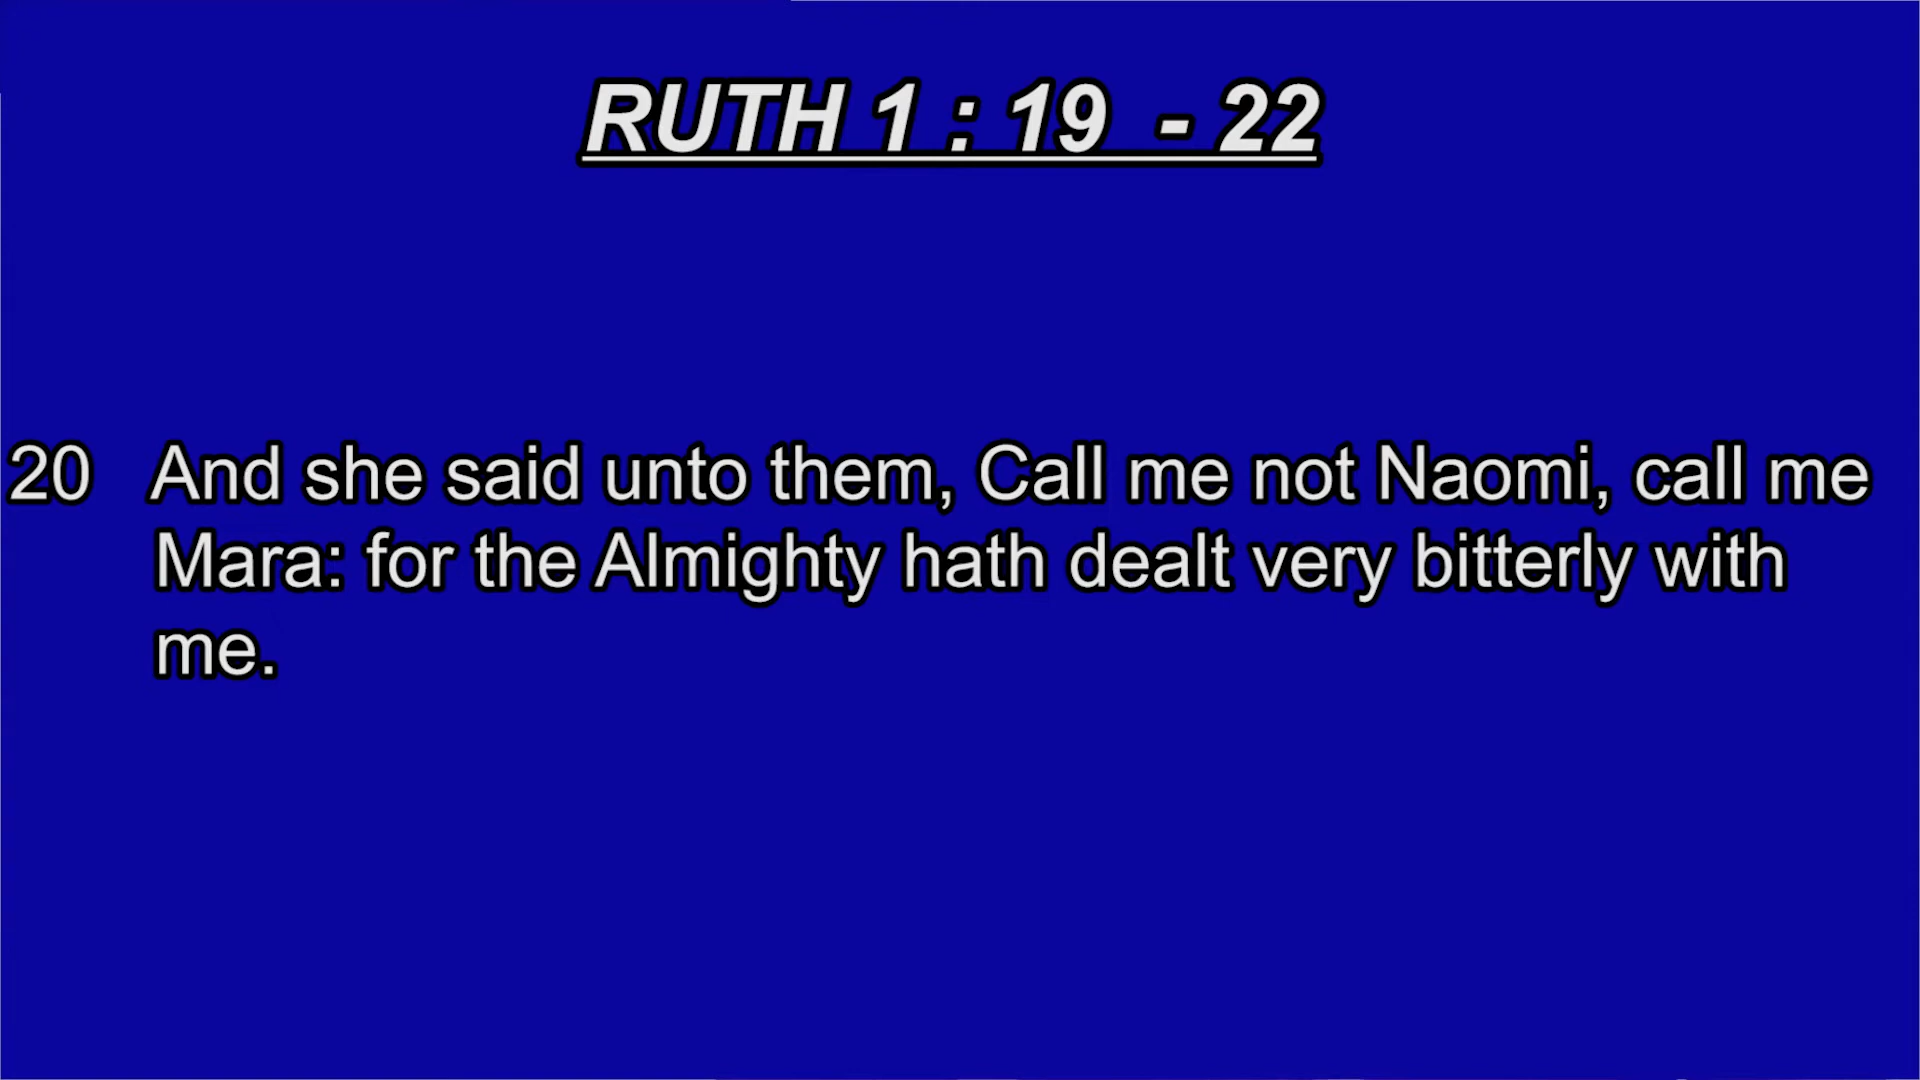 RUTH 1 : 19 - 22
20 And she said unto them, Call me not Naomi, call me
Mara: for the Almighty hath dealt very bitterly with
me.